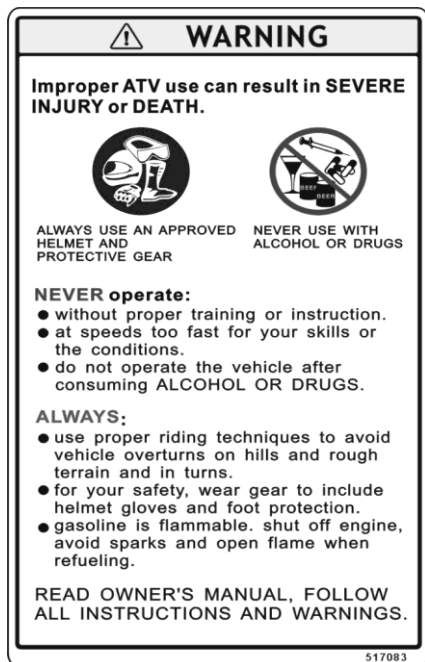 WARNING
Improper ATV use can result in SEVERE
INJURY or DEATH.
BEEF
BEER
ALWAYS USE AN APPROVED
HELMET AND
PROTECTIVE GEAR
NEVER USE WITH
ALCOHOL OR DRUGS
NEVER operate:
● without proper training or instruction.
● at speeds too fast for your skills or
the conditions.
● do not operate the vehicle after
consuming ALCOHOL OR DRUGS.
ALWAYS:
● use proper riding techniques to avoid
vehicle overturns on hills and rough
terrain and in turns.
● for your safety, wear gear to include
helmet gloves and foot protection.
● gasoline is flammable. shut off engine,
avoid sparks and open flame when
refueling.
READ OWNER'S MANUAL, FOLLOW
ALL INSTRUCTIONS AND WARNINGS.
517083